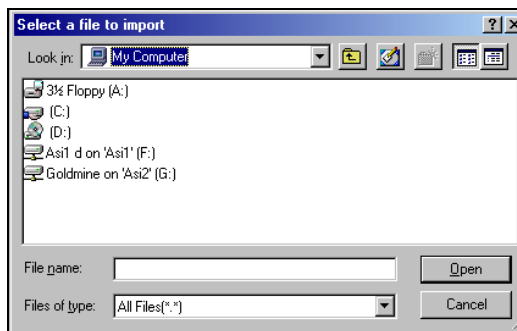 Select a file to import
Look in: My Computer
3½ Floppy (A:)
(C:)
(D:)
Asi1 d on 'Asi1' (F:)
Goldmine on 'Asi2' (G:)
File name:
Open
Files of type: All Files(*.*)
Cancel